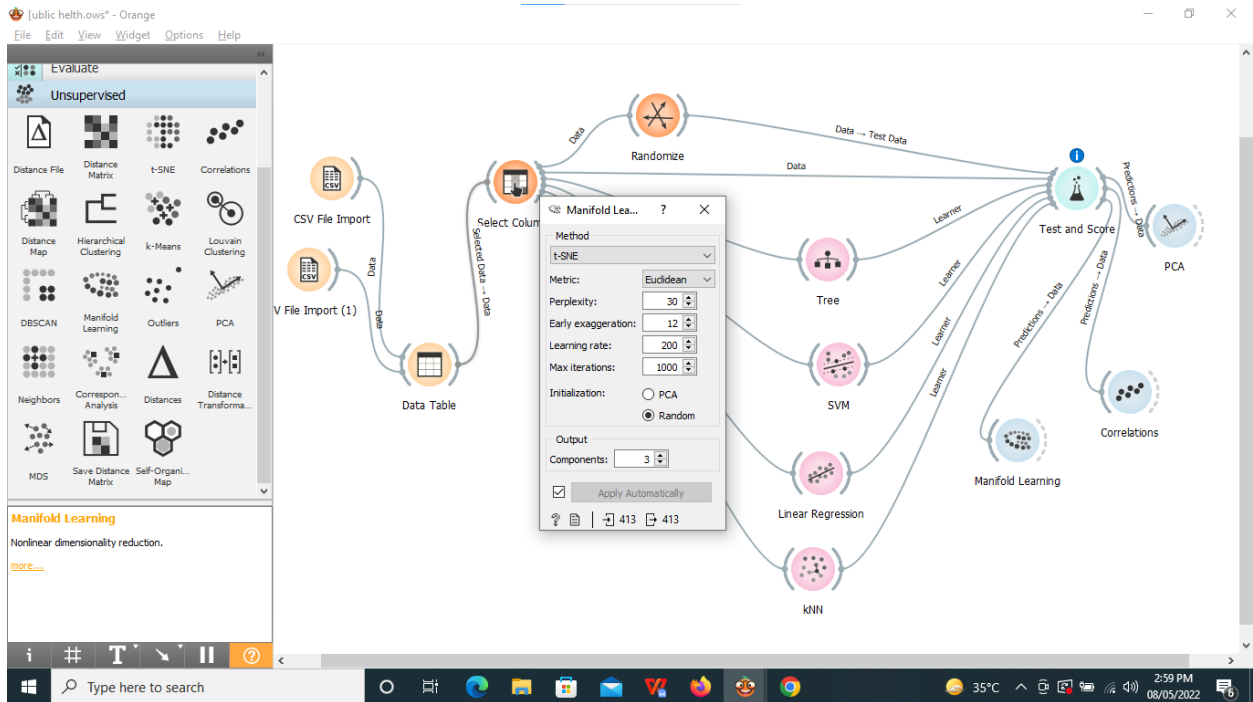 [ublic helth.ows* - Orange
File Edit View Widget Options Help
Evaluate
Unsupervised
Distance File
Distance
Matrix
t-SNE
Correlations
Distance
Map
Hierarchical
Clustering
k-Means
Louvain
Clustering
DBSCAN
Manifold
Learning
Outliers
PCA
Neighbors
Correspon...
Analysis
Distances
Distance
Transforma...
MDS
Save Distance
Matrix
Self-Organi...
Map
Manifold Learning
Nonlinear dimensionality reduction.
more...
CSV
CSV File Import
CSV
V File Import (1)
Data
Data
Data Table
Selected Data → Data
Select Colum
Data
Randomize
Data → Test Data
Data
Learner
Learner
Learner
Learner
Tree
SVM
Linear Regression
kNN
Test and Score
Predictions → Data
Predictions → Data
Predictions → Data
PCA
Correlations
Manifold Learning
Manifold Lea... ?
Method
t-SNE
Metric: Euclidean
Perplexity: 30
Early exaggeration: 12
Learning rate: 200
Max iterations: 1000
Initialization: PCA
Random
Output
Components: 3
Apply Automatically
? 413 413
i # T ?
Type here to search
35°C
2:59 PM
08/05/2022
6